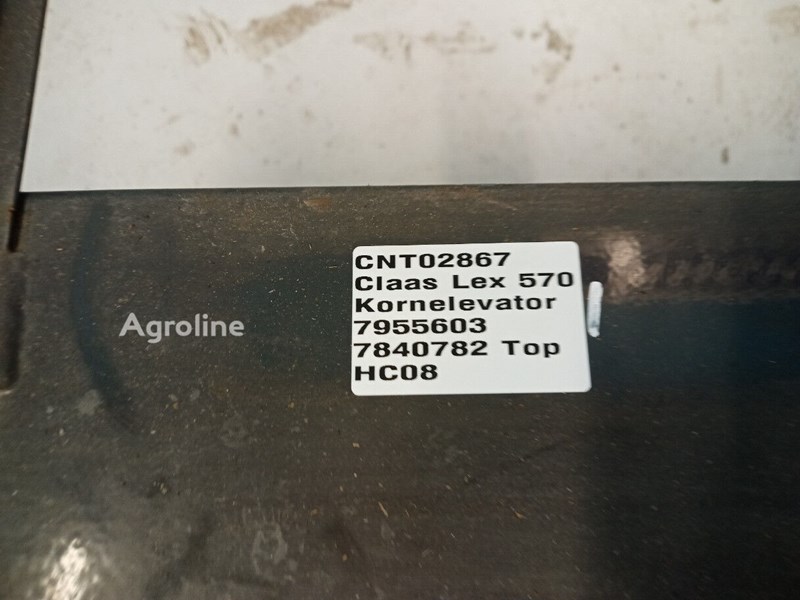 CNT02867
Claas Lex 570
Kornelevator
7955603
7840782 Top
HC08
Agroline